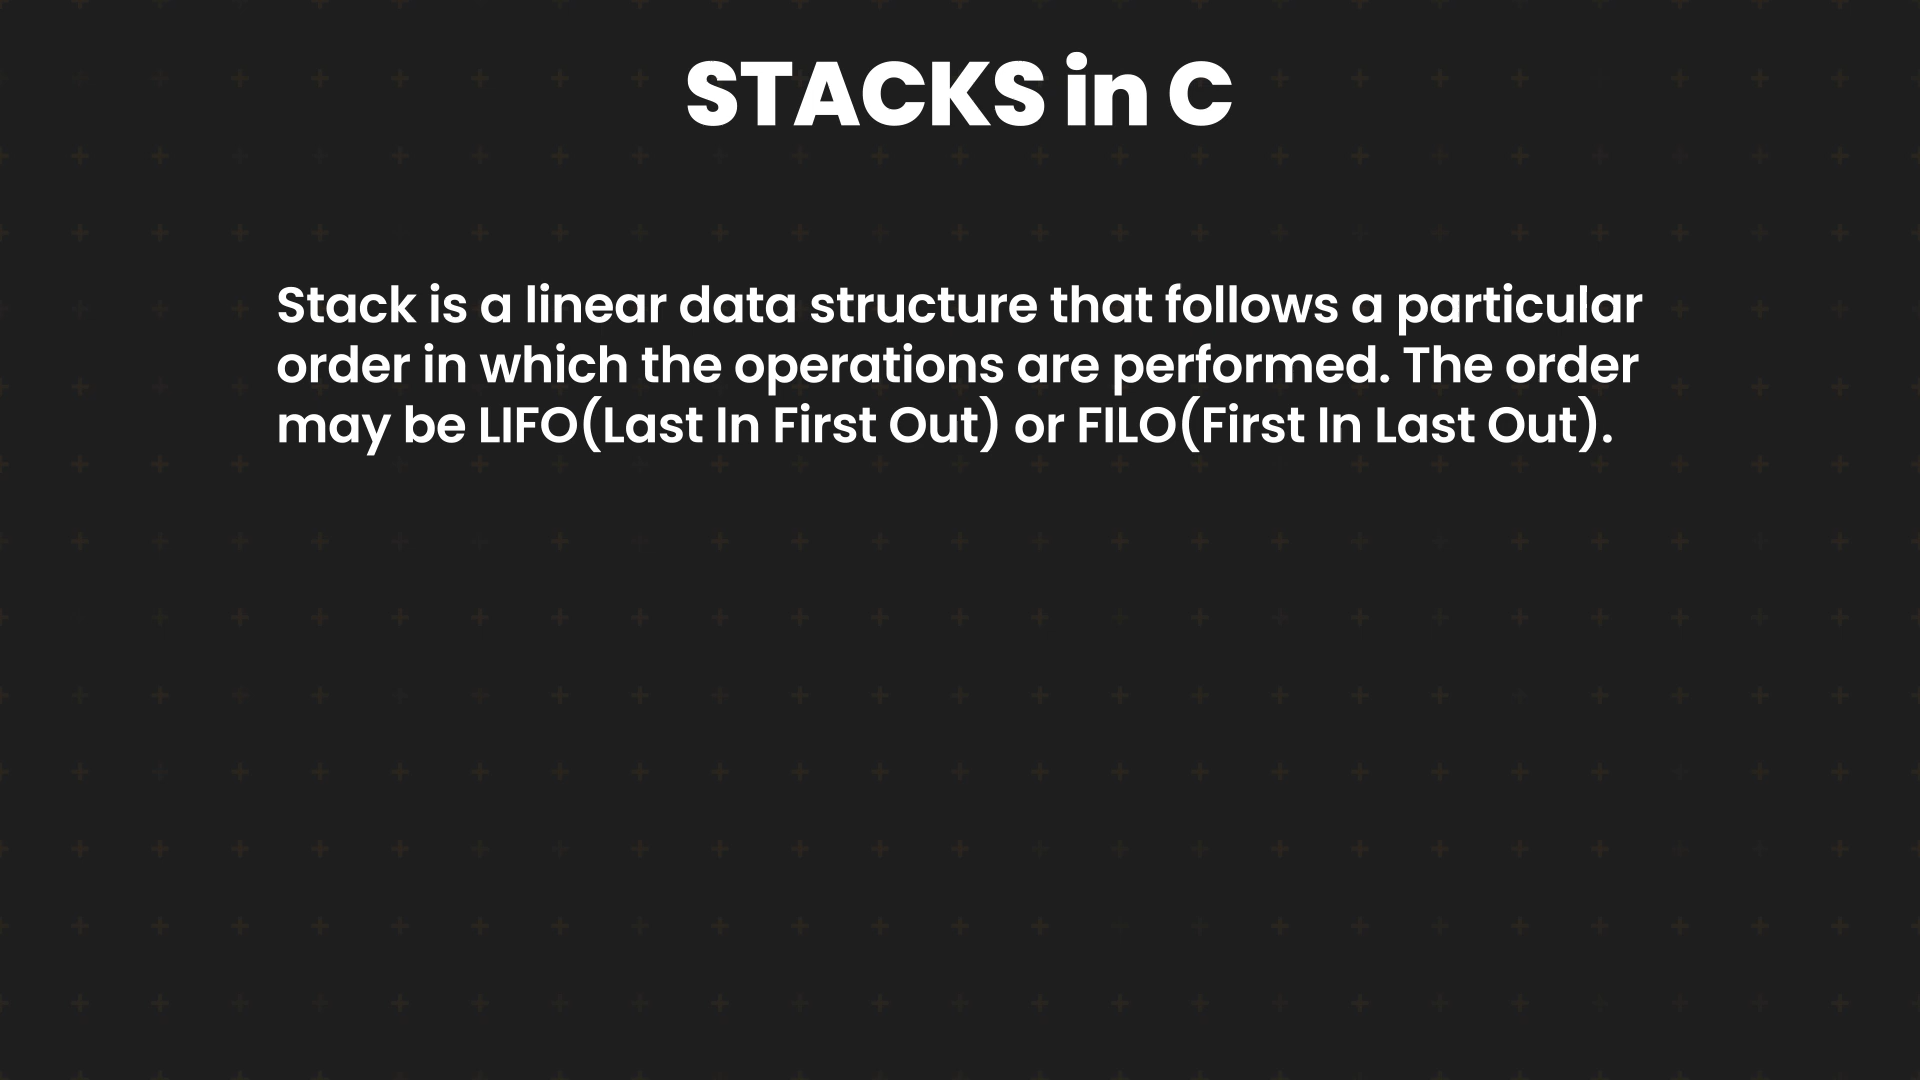 STACKS in C
Stack is a linear data structure that follows a particular
order in which the operations are performed. The order
may be LIFO(Last In First Out) or FILO(First In Last Out).